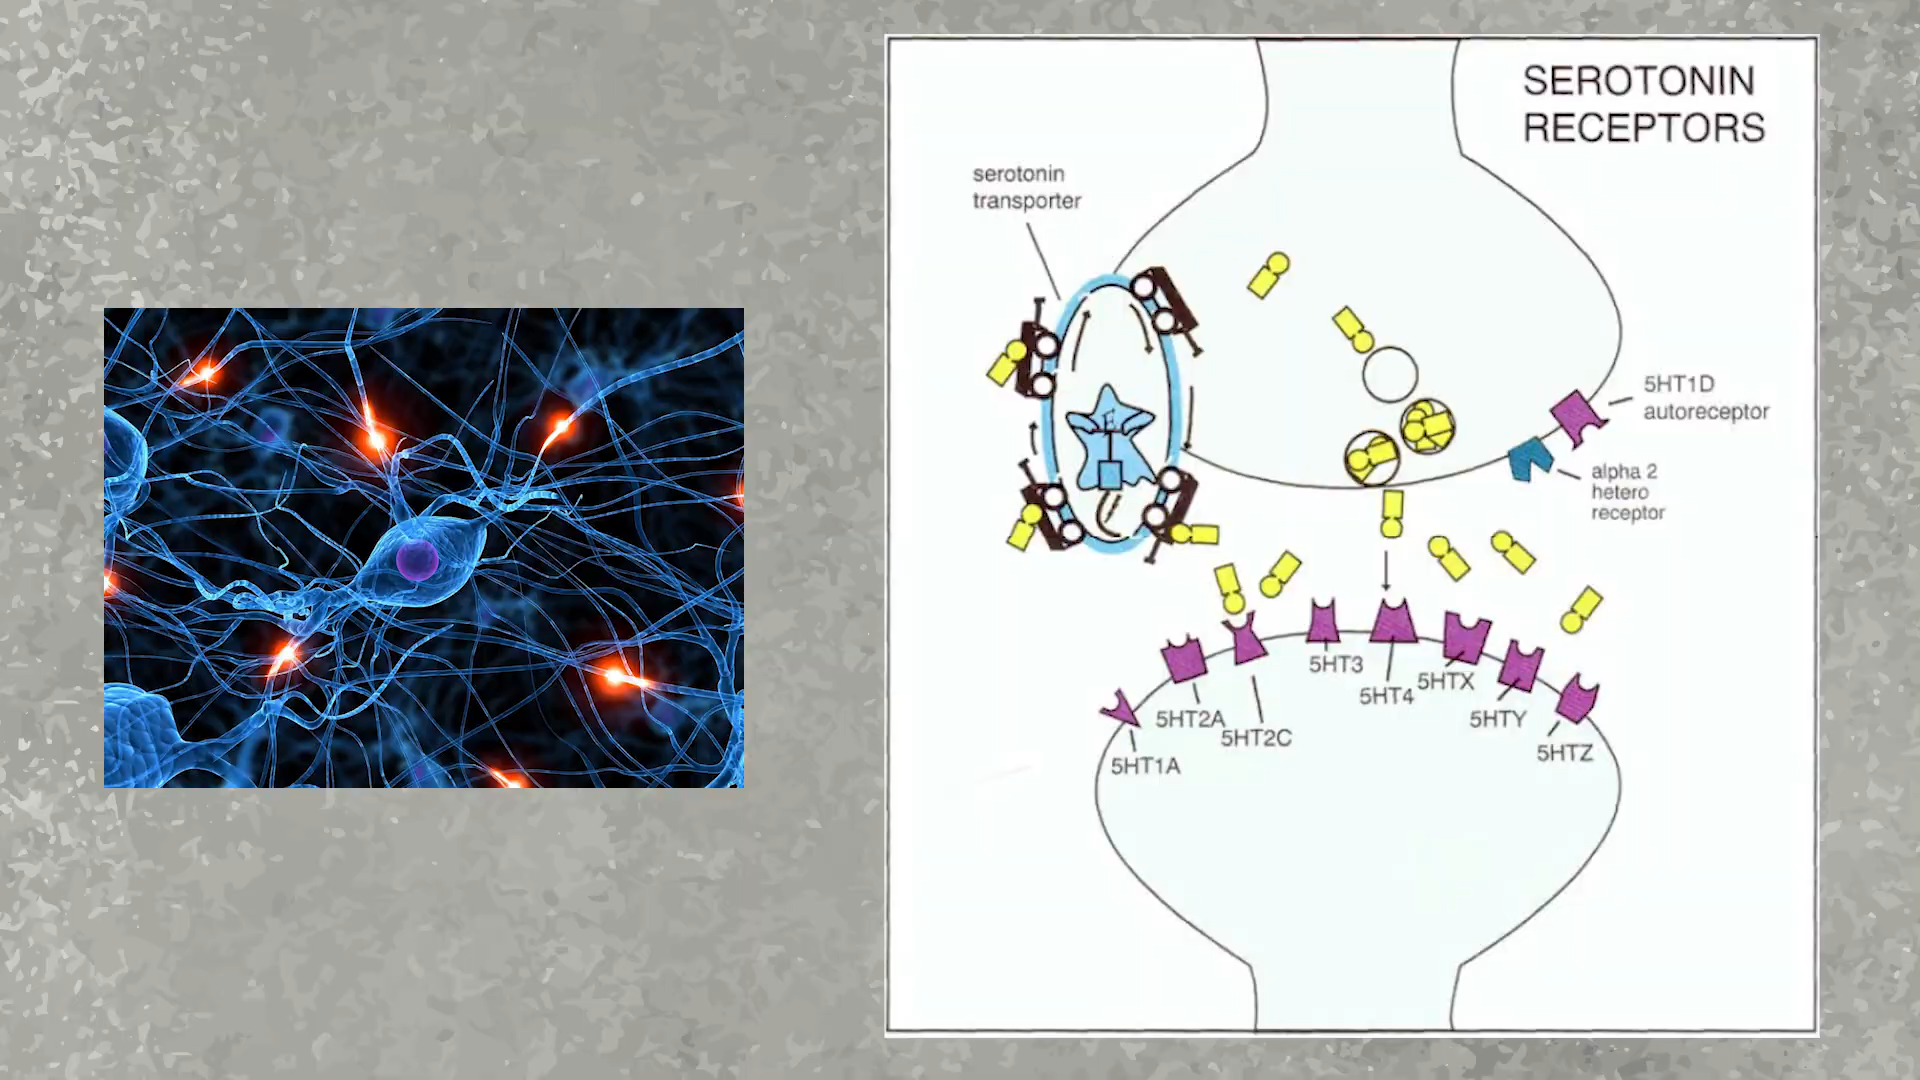 SEROTONIN
RECEPTORS
serotonin
transporter
5HT1D
autoreceptor
E
alpha 2
hetero
receptor
5HT3
5HT4
5HTX
5HT2A
5HTY
5HT2C
5HTZ
5HT1A